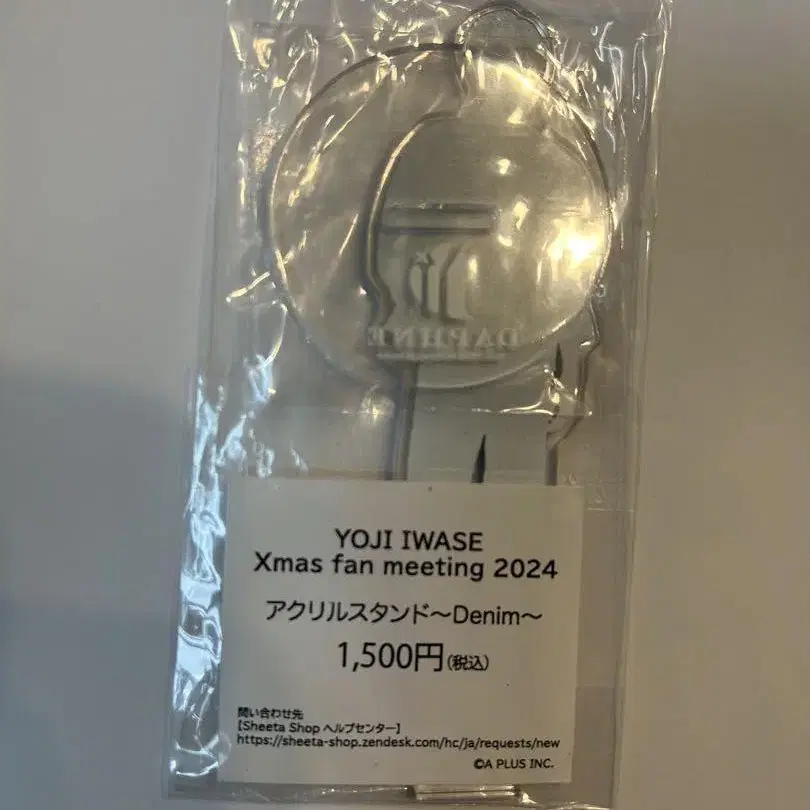 DAPHNE
YOJI IWASE
Xmas fan meeting 2024
アクリルスタンド～Denim～
1,500円(税込)
問い合わせ先
【Sheeta Shop ヘルプセンター】
https://sheeta-shop.zendesk.com/hc/ja/requests/new
©A PLUS INC.